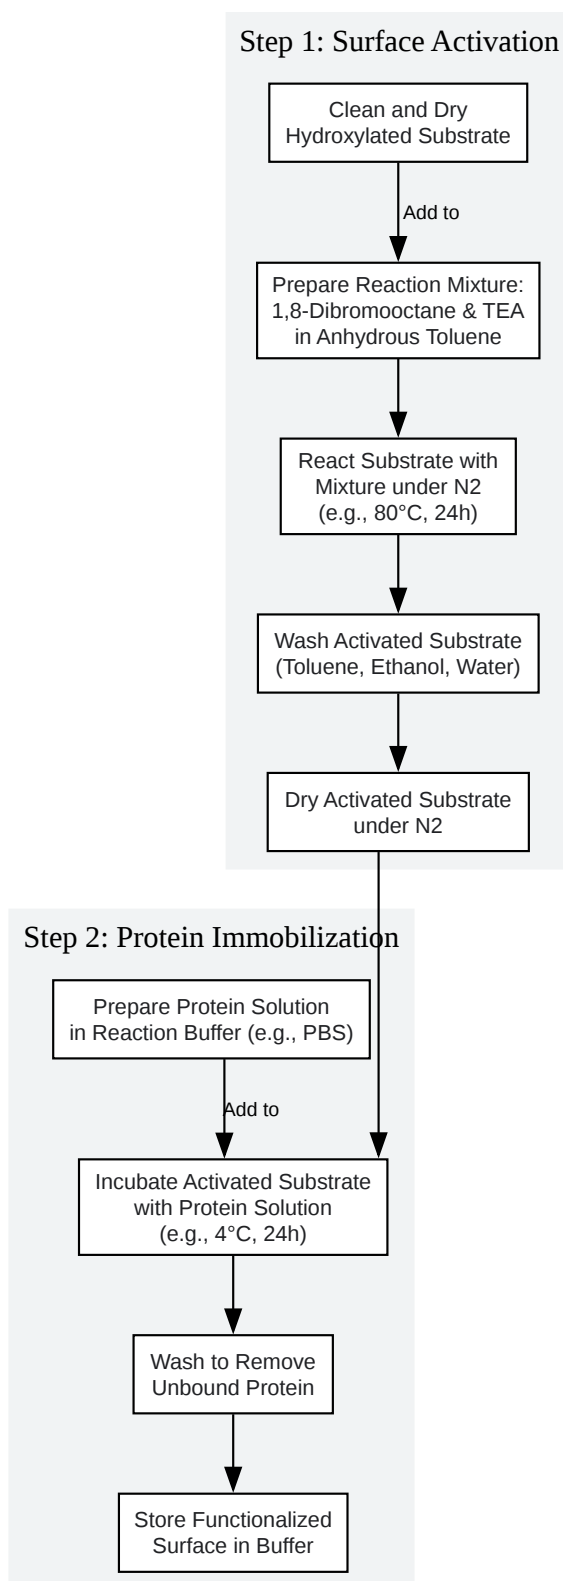 Step 1: Surface Activation
Clean and Dry
Hydroxylated Substrate
Add to
Prepare Reaction Mixture:
1,8-Dibromooctane & TEA
in Anhydrous Toluene
React Substrate with
Mixture under N2
(e.g., 80°C, 24h)
Wash Activated Substrate
(Toluene, Ethanol, Water)
Dry Activated Substrate
under N2
Step 2: Protein Immobilization
Prepare Protein Solution
in Reaction Buffer (e.g., PBS)
Add to
Incubate Activated Substrate
with Protein Solution
(e.g., 4°C, 24h)
Wash to Remove
Unbound Protein
Store Functionalized
Surface in Buffer